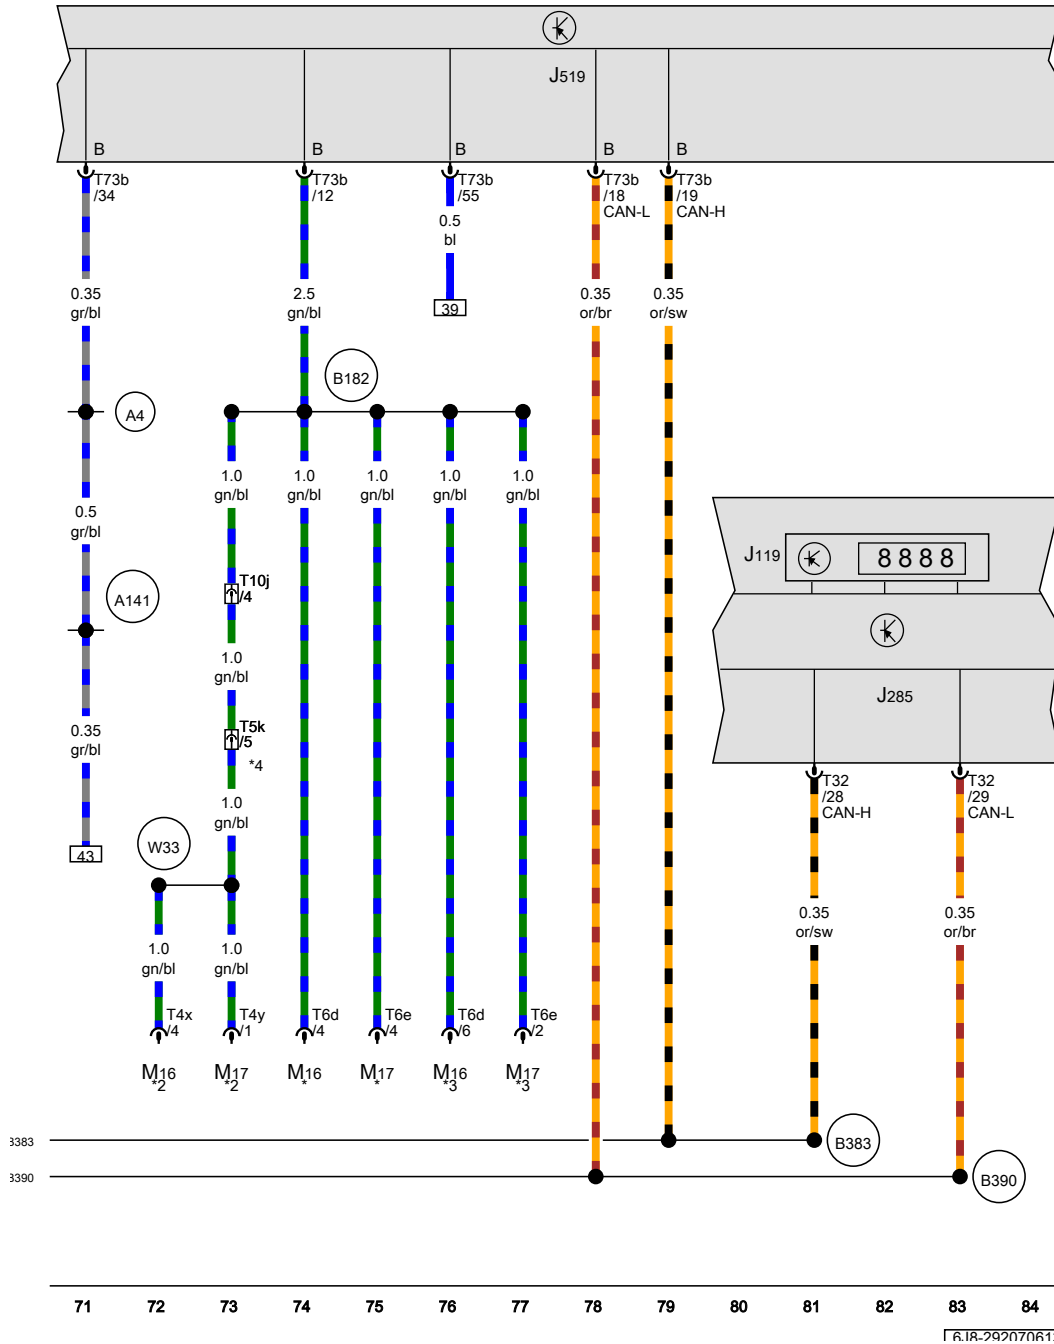 J519
B
B
B
B
B
T73b
/34
T73b
/12
T73b
/55
T73b
/18
CAN-L
T73b
/19
CAN-H
0.5
bl
39
0.35
gr/bl
2.5
gn/bl
0.35
or/br
0.35
or/sw
B182
A4
1.0
gn/bl
1.0
gn/bl
1.0
gn/bl
1.0
gn/bl
1.0
gn/bl
0.5
gr/bl
J119
8888
T10j
/4
A141
1.0
gn/bl
J285
T5k
/5
*4
0.35
gr/bl
T32
/28
CAN-H
T32
/29
CAN-L
1.0
gn/bl
W33
43
0.35
or/sw
0.35
or/br
1.0
gn/bl
1.0
gn/bl
T4x
/4
T4y
/1
T6d
/4
T6e
/4
T6d
/6
T6e
/2
M16
*2
M17
*2
M16
*
M17
*
M16
*3
M17
*3
B383
B390
71 72 73 74 75 76 77 78 79 80 81 82 83 84